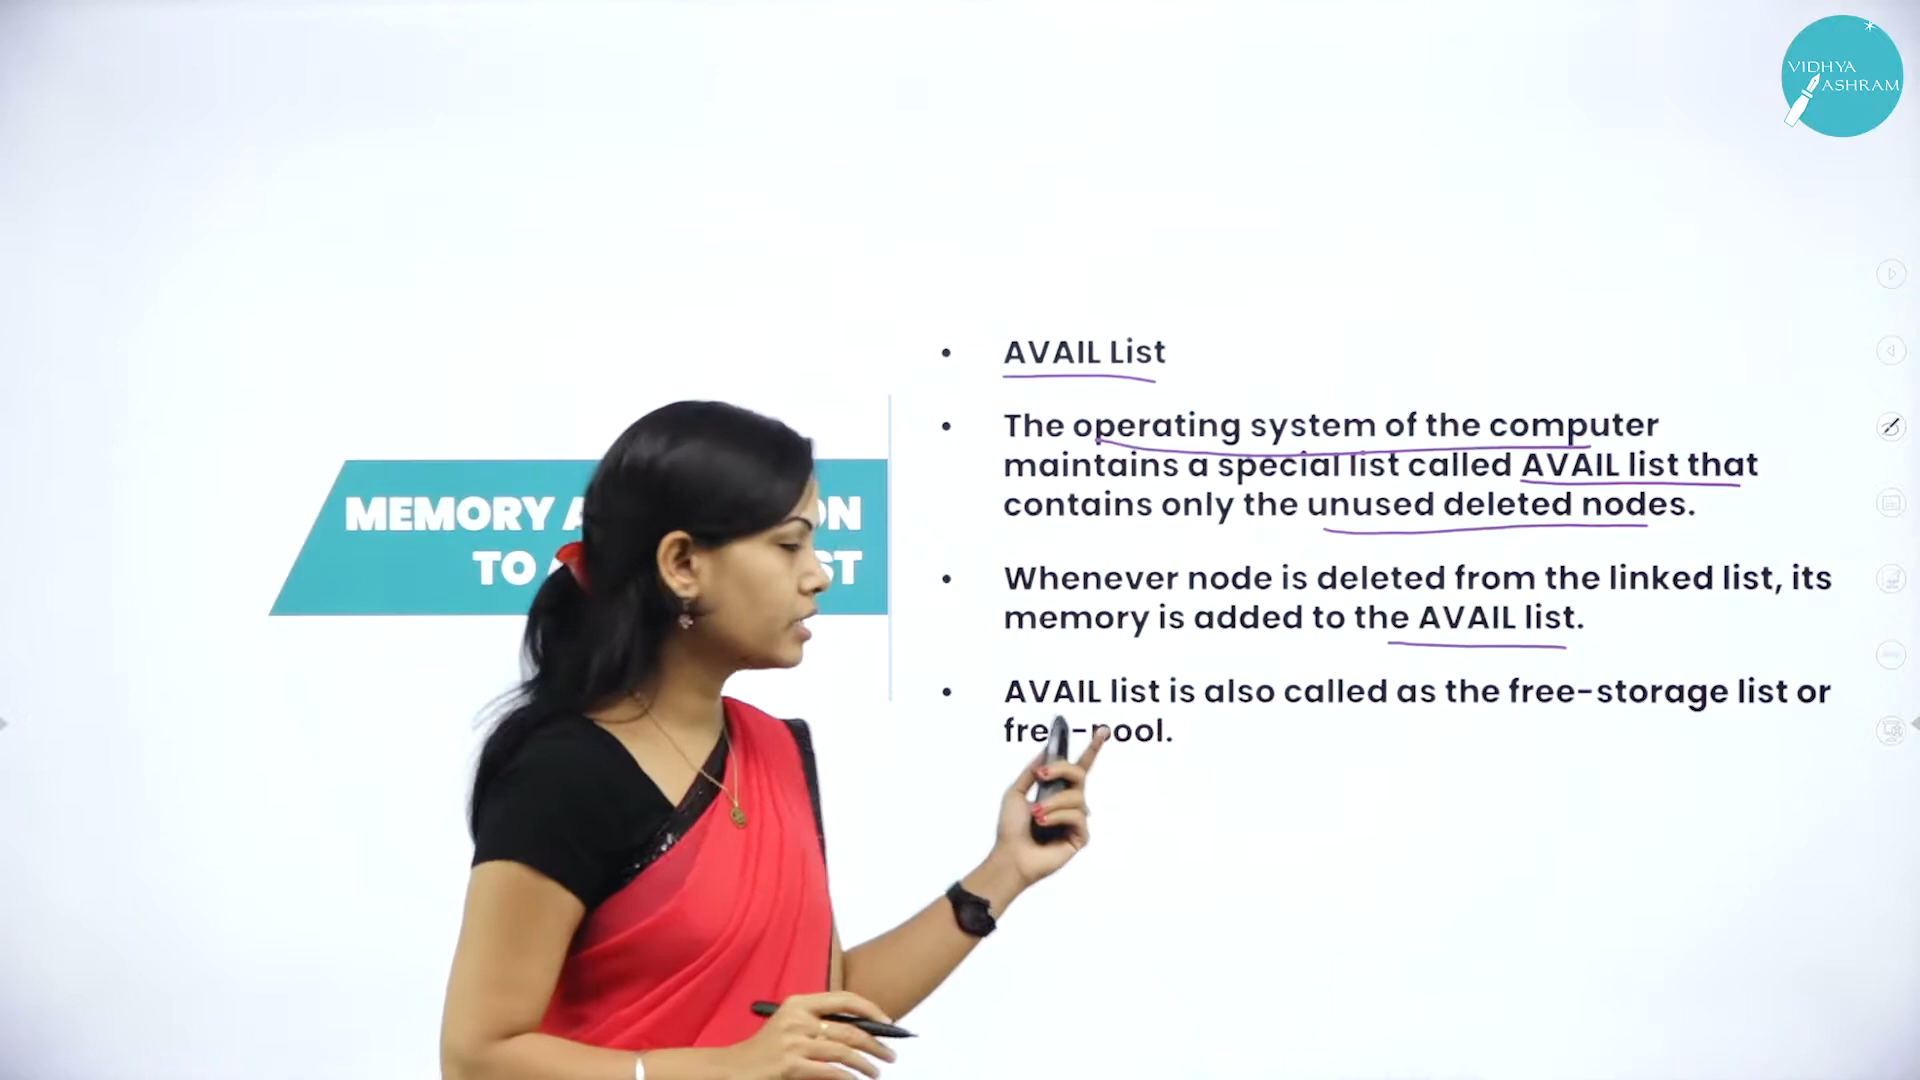 VIDHYA
ASHRAM
AVAIL List
The operating system of the computer
maintains a special list called AVAIL list that
contains only the unused deleted nodes.
MEMORY
TO
Whenever node is deleted from the linked list, its
memory is added to the AVAIL list.
AVAIL list is also called as the free-storage list or
free-pool.